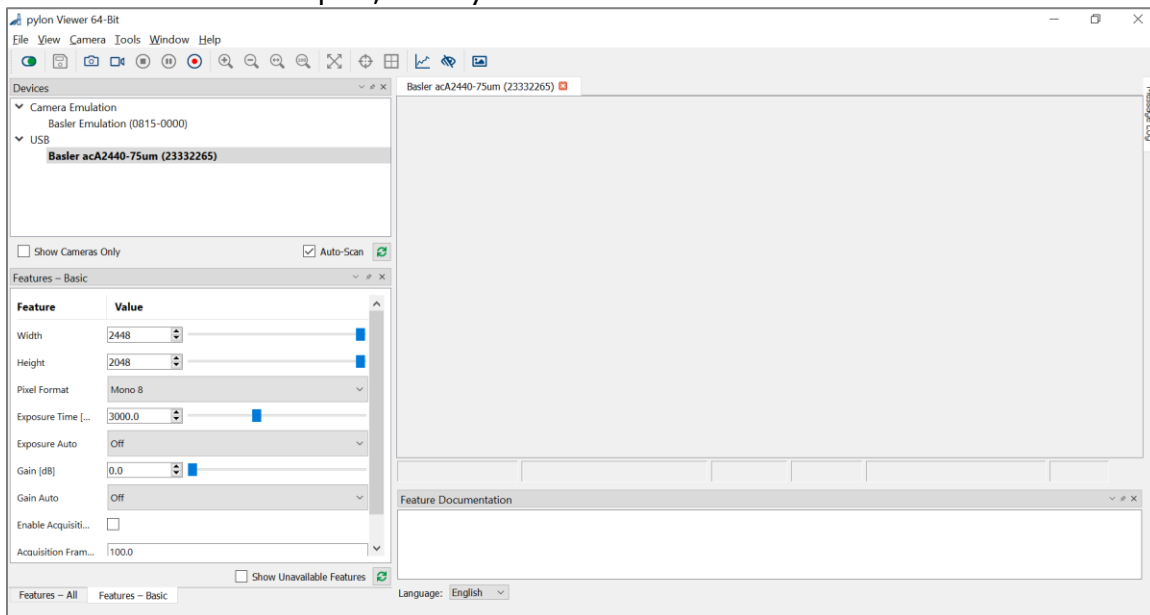 pylon Viewer 64-Bit
File View Camera Tools Window Help
Devices
Basler acA2440-75um (23332265)
Message Log
Camera Emulation
Basler Emulation (0815-0000)
USB
Basler acA2440-75um (23332265)
Show Cameras Only
Auto-Scan
Features – Basic
Feature Value
Width 2448
Height 2048
Pixel Format Mono 8
Exposure Time [... 3000.0
Exposure Auto Off
Gain [dB] 0.0
Gain Auto Off
Enable Acquisiti...
Acquisition Fram... 100.0
Show Unavailable Features
Features – All Features – Basic
Feature Documentation
Language: English